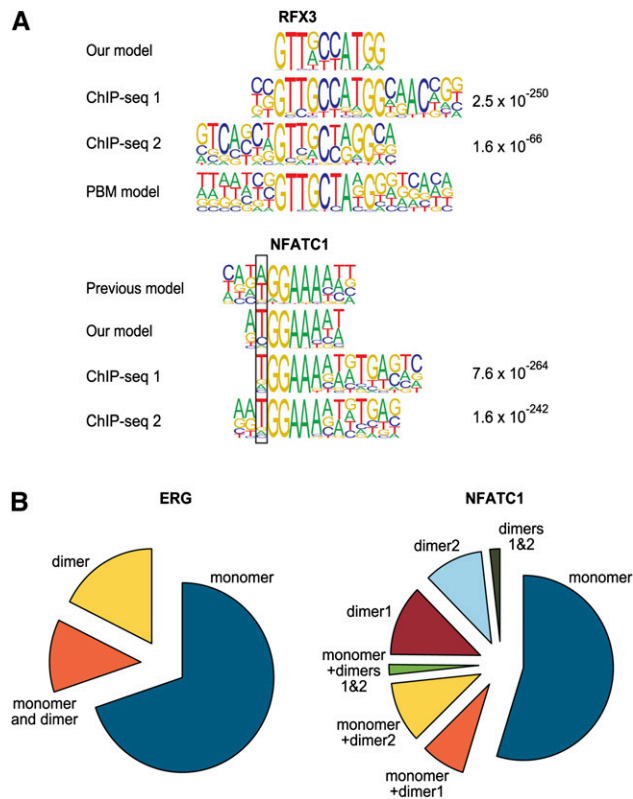 A
RFX3
Our model
ChIP-seq 1
2.5 x 10⁻²⁵⁰
ChIP-seq 2
1.6 x 10⁻⁶⁶
PBM model
NFATC1
Previous model
Our model
ChIP-seq 1
7.6 x 10⁻²⁶⁴
ChIP-seq 2
1.6 x 10⁻²⁴²
B
ERG
dimer
monomer
monomer
and dimer
NFATC1
dimers
1&2
dimer2
monomer
dimer1
monomer
+dimers
1&2
monomer
+dimer2
monomer
+dimer1